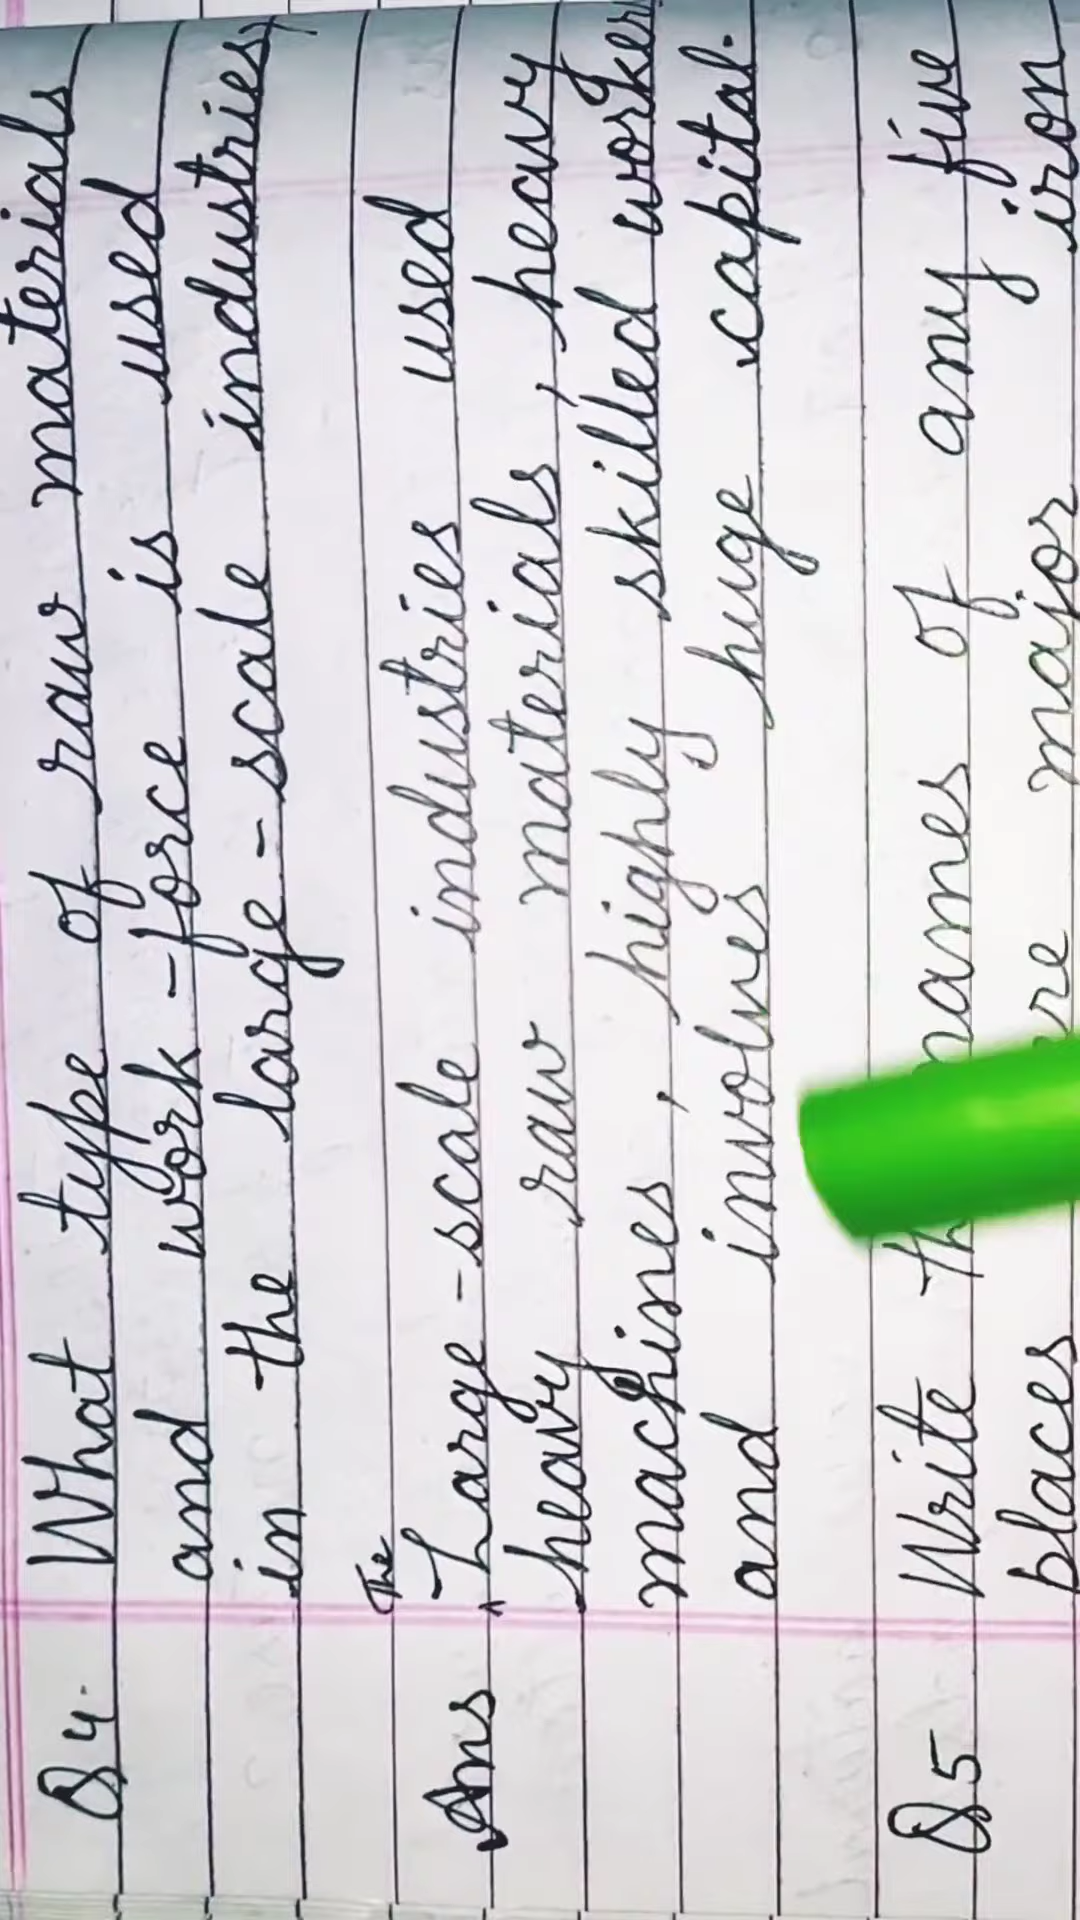 Q4. What type of raw materials
and work-force is used
in the large-scale industries
The
Ans Large-scale industries used
heavy raw materials, heavy
machines, highly skilled worker
and involves huge capital.
Q5 Write names of any five
places major iron